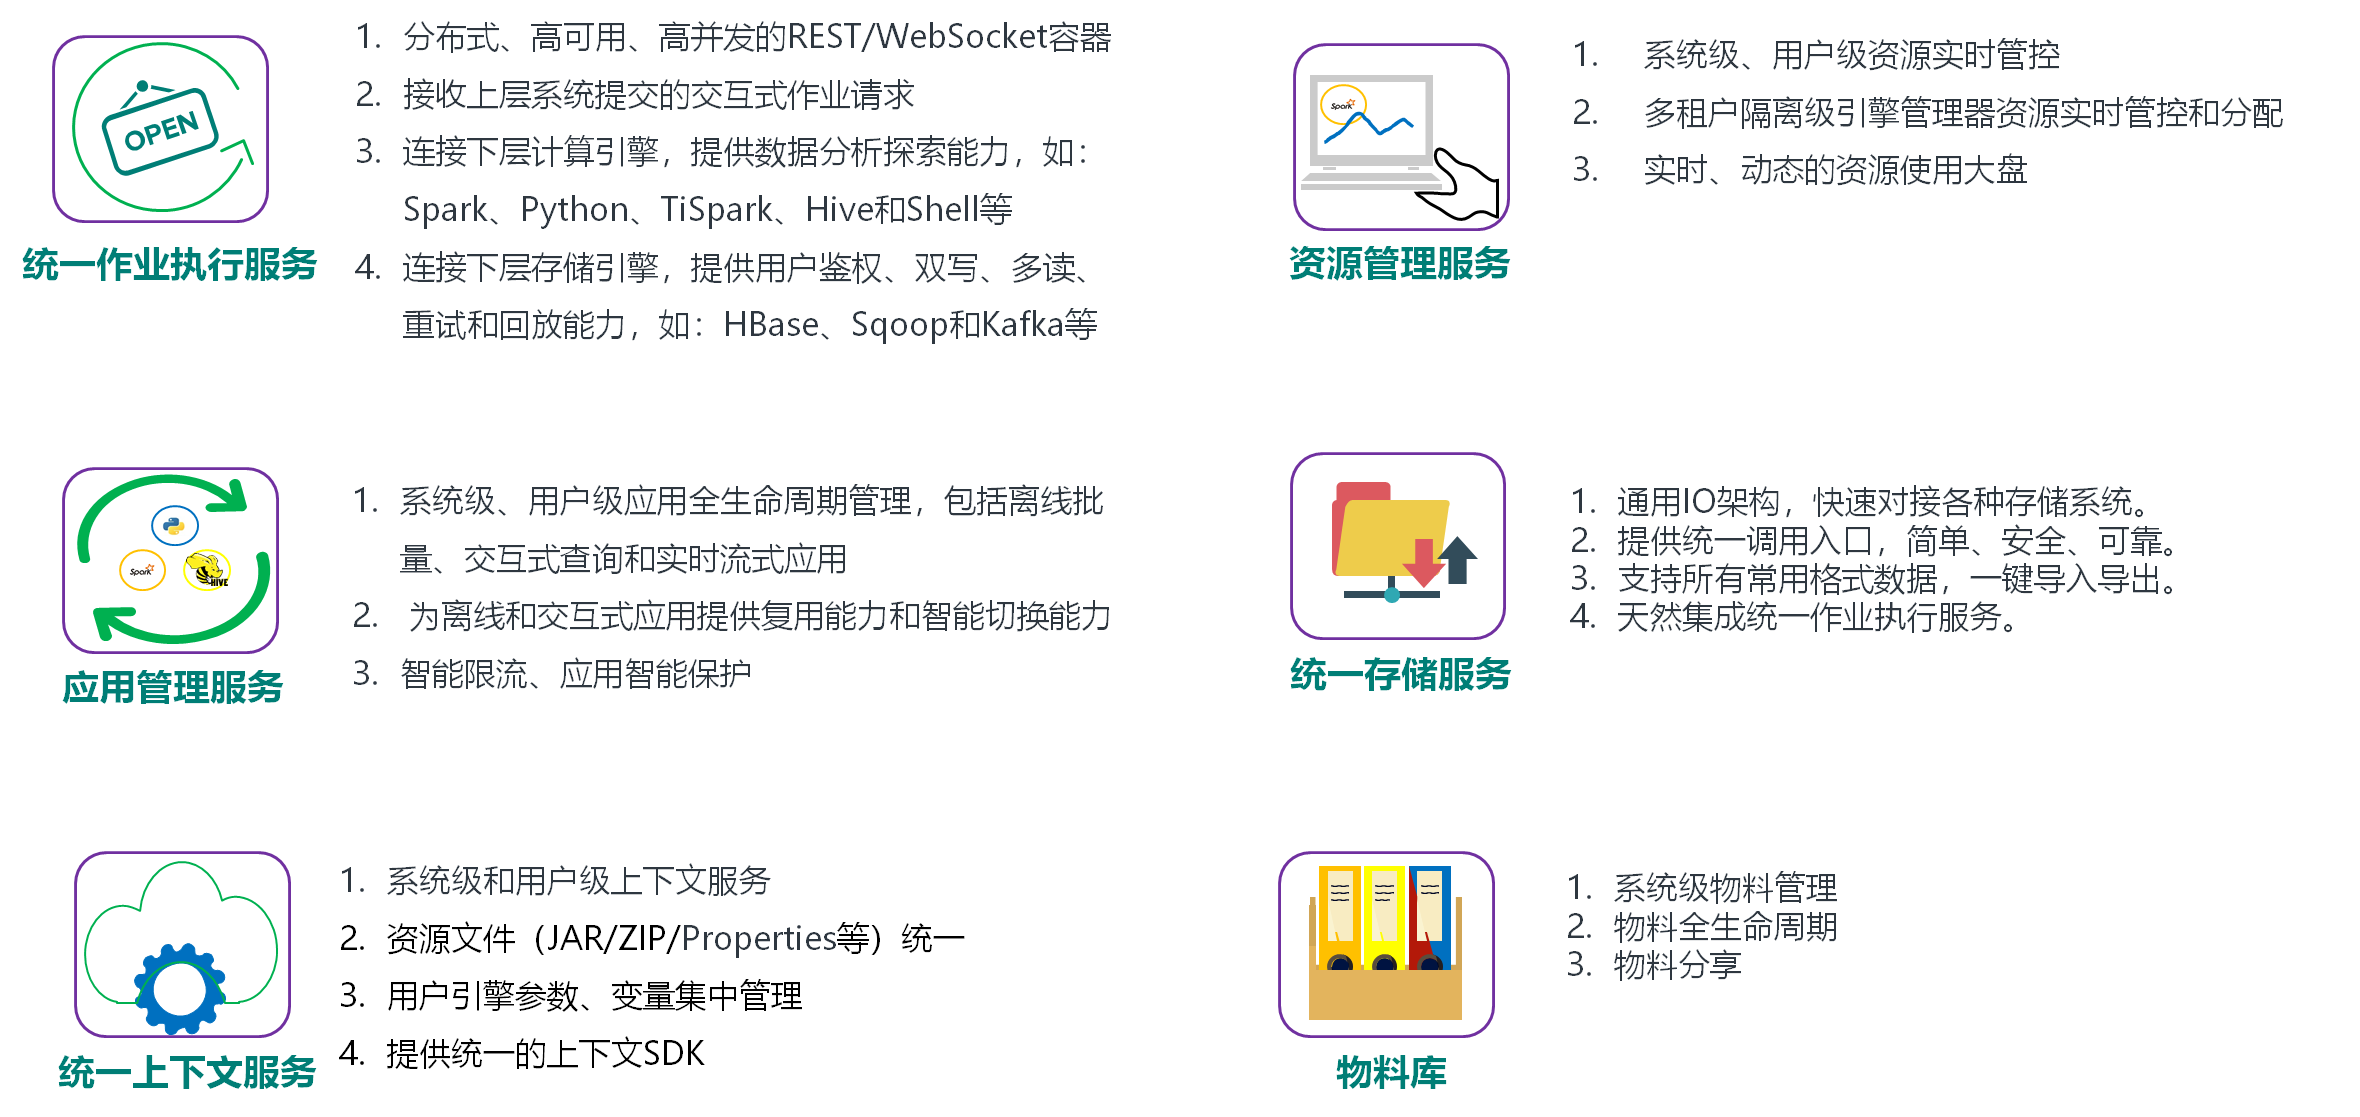 OPEN
统一作业执行服务
1. 分布式、高可用、高并发的REST/WebSocket容器
2. 接收上层系统提交的交互式作业请求
3. 连接下层计算引擎，提供数据分析探索能力，如：
Spark、Python、TiSpark、Hive和Shell等
4. 连接下层存储引擎，提供用户鉴权、双写、多读、
重试和回放能力，如：HBase、Sqoop和Kafka等
Spark
资源管理服务
1. 系统级、用户级资源实时管控
2. 多租户隔离级引擎管理器资源实时管控和分配
3. 实时、动态的资源使用大盘
Spark
HIVE
应用管理服务
1. 系统级、用户级应用全生命周期管理，包括离线批
量、交互式查询和实时流式应用
2. 为离线和交互式应用提供复用能力和智能切换能力
3. 智能限流、应用智能保护
统一存储服务
1. 通用IO架构，快速对接各种存储系统。
2. 提供统一调用入口，简单、安全、可靠。
3. 支持所有常用格式数据，一键导入导出。
4. 天然集成统一作业执行服务。
统一上下文服务
1. 系统级和用户级上下文服务
2. 资源文件（JAR/ZIP/Properties等）统一
3. 用户引擎参数、变量集中管理
4. 提供统一的上下文SDK
物料库
1. 系统级物料管理
2. 物料全生命周期
3. 物料分享